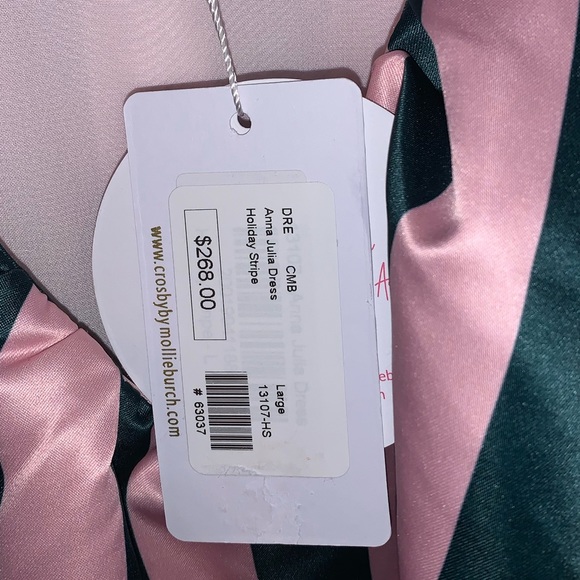 DRE CMB
Anna Julia Dress
Holiday Stripe
Large
13107-HS
$268.00
# 63037
www.crosbybymollieburch.com